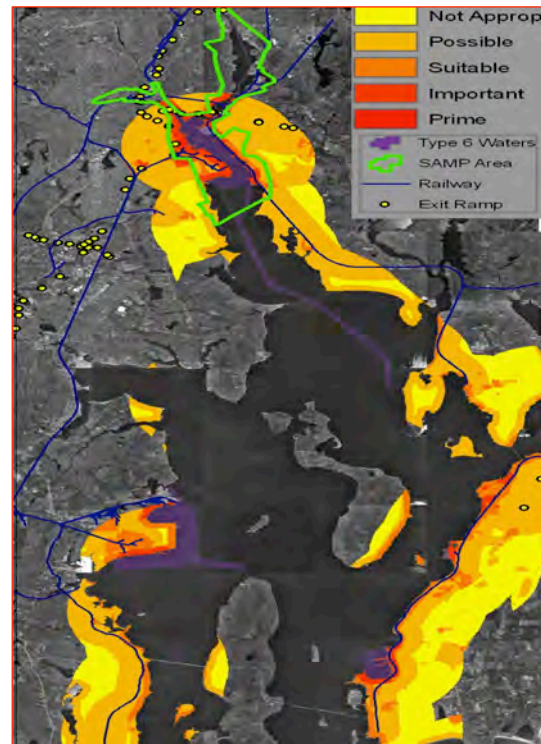 Not Approp
Possible
Suitable
Important
Prime
Type 6 Waters
SAMP Area
Railway
Exit Ramp